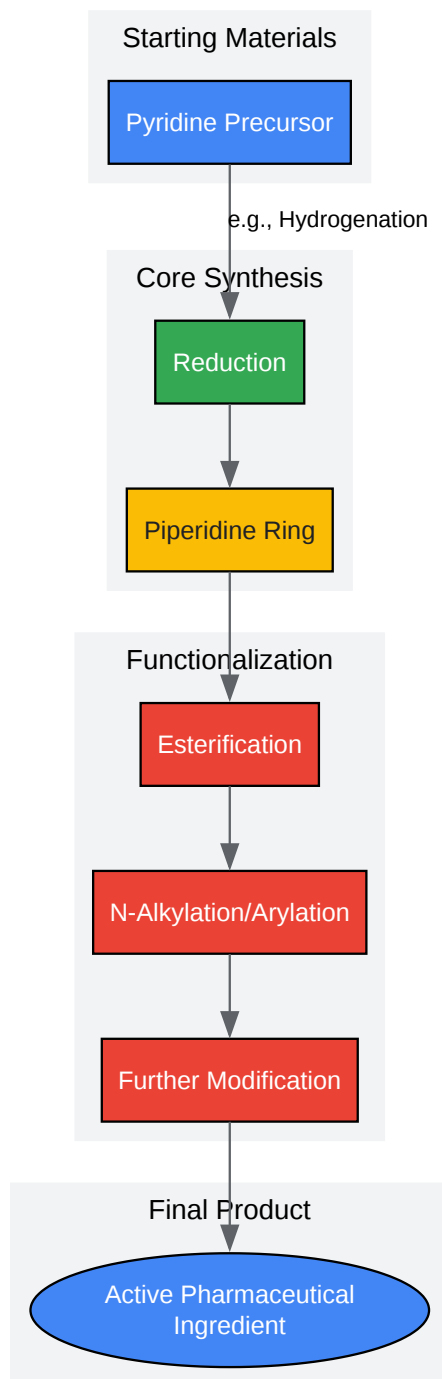 Starting Materials
Pyridine Precursor
e.g., Hydrogenation
Core Synthesis
Reduction
Piperidine Ring
Functionalization
Esterification
N-Alkylation/Arylation
Further Modification
Final Product
Active Pharmaceutical
Ingredient